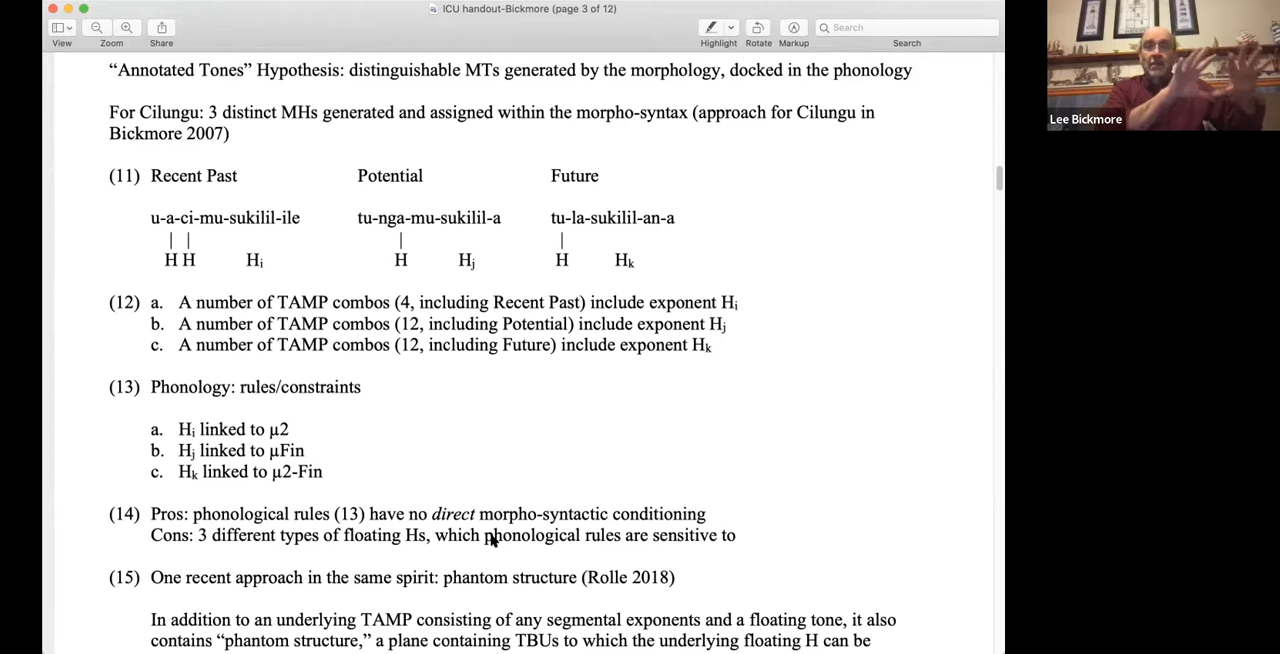 ICU handout-Bickmore (page 3 of 12)
View Zoom Share Highlight Rotate Markup Search
Search
“Annotated Tones” Hypothesis: distinguishable MTs generated by the morphology, docked in the phonology
For Cilungu: 3 distinct MHs generated and assigned within the morpho-syntax (approach for Cilungu in
Bickmore 2007)
(11) Recent Past Potential Future
u-a-ci-mu-sukilil-ile tu-nga-mu-sukilil-a tu-la-sukilil-an-a
| | | |
H H Hi H Hj H Hk
(12) a. A number of TAMP combos (4, including Recent Past) include exponent Hi
b. A number of TAMP combos (12, including Potential) include exponent Hj
c. A number of TAMP combos (12, including Future) include exponent Hk
(13) Phonology: rules/constraints
a. Hi linked to µ2
b. Hj linked to µFin
c. Hk linked to µ2-Fin
(14) Pros: phonological rules (13) have no direct morpho-syntactic conditioning
Cons: 3 different types of floating Hs, which phonological rules are sensitive to
(15) One recent approach in the same spirit: phantom structure (Rolle 2018)
In addition to an underlying TAMP consisting of any segmental exponents and a floating tone, it also
contains “phantom structure,” a plane containing TBUs to which the underlying floating H can be
Lee Bickmore